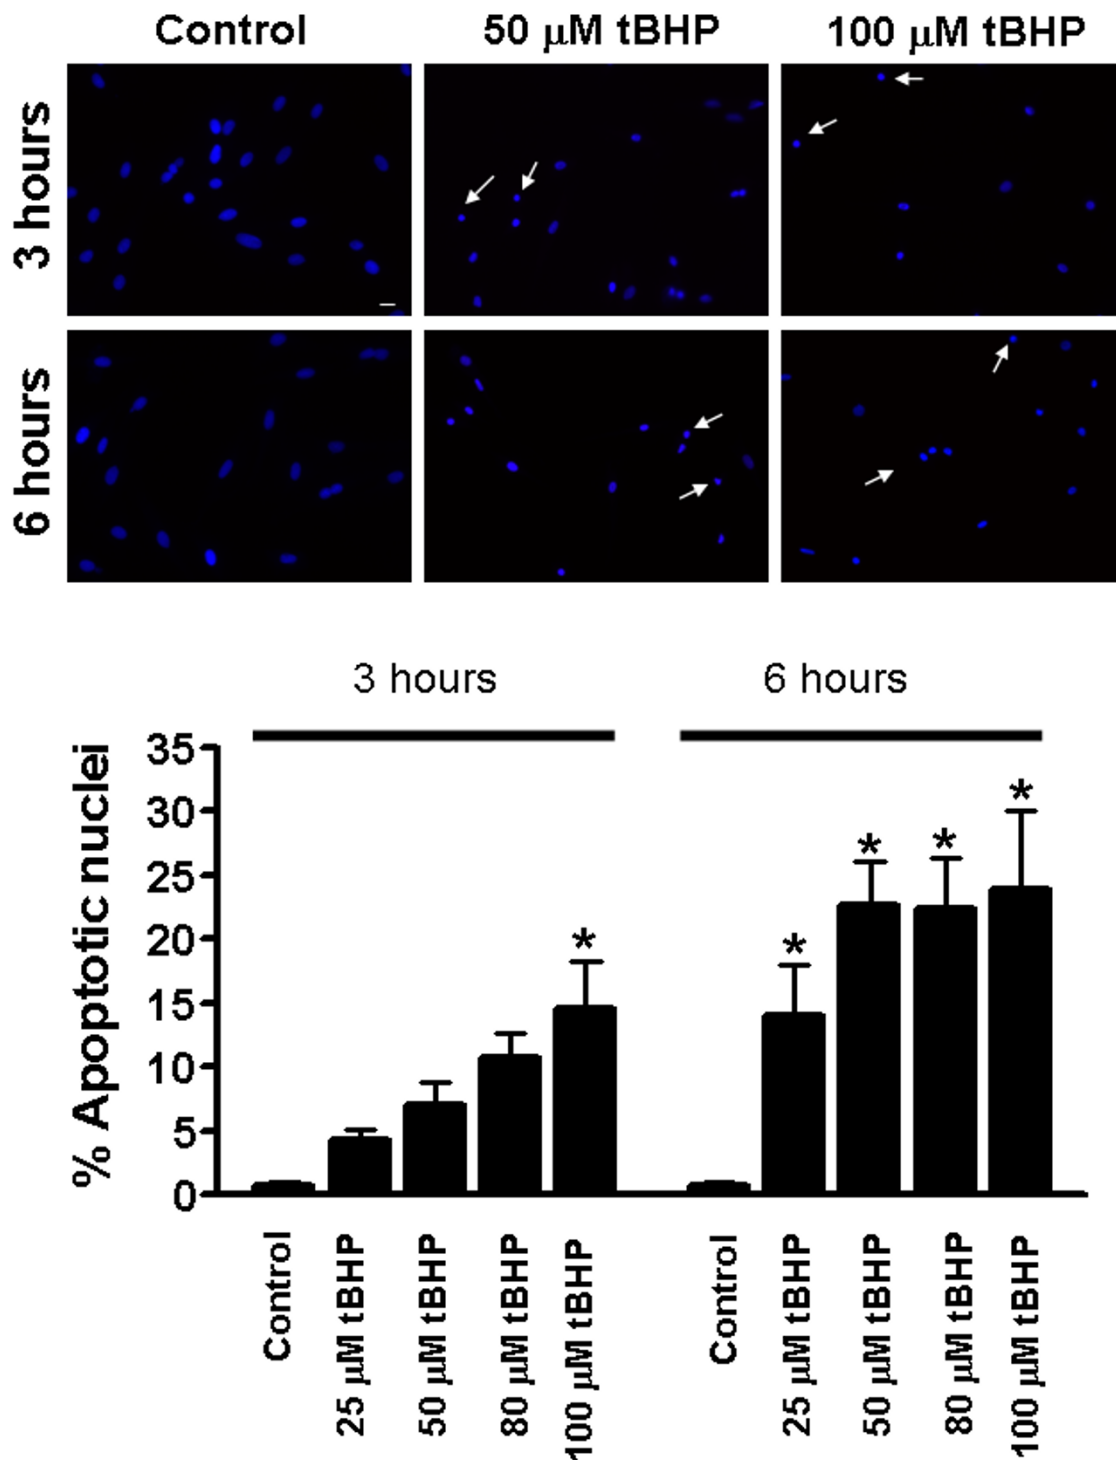 Control 50 μM tBHP 100 μM tBHP
3 hours
6 hours
3 hours 6 hours
% Apoptotic nuclei
35
30
25
20
15
10
5
0
* * * * *
Control 25 μM tBHP 50 μM tBHP 80 μM tBHP 100 μM tBHP Control 25 μM tBHP 50 μM tBHP 80 μM tBHP 100 μM tBHP